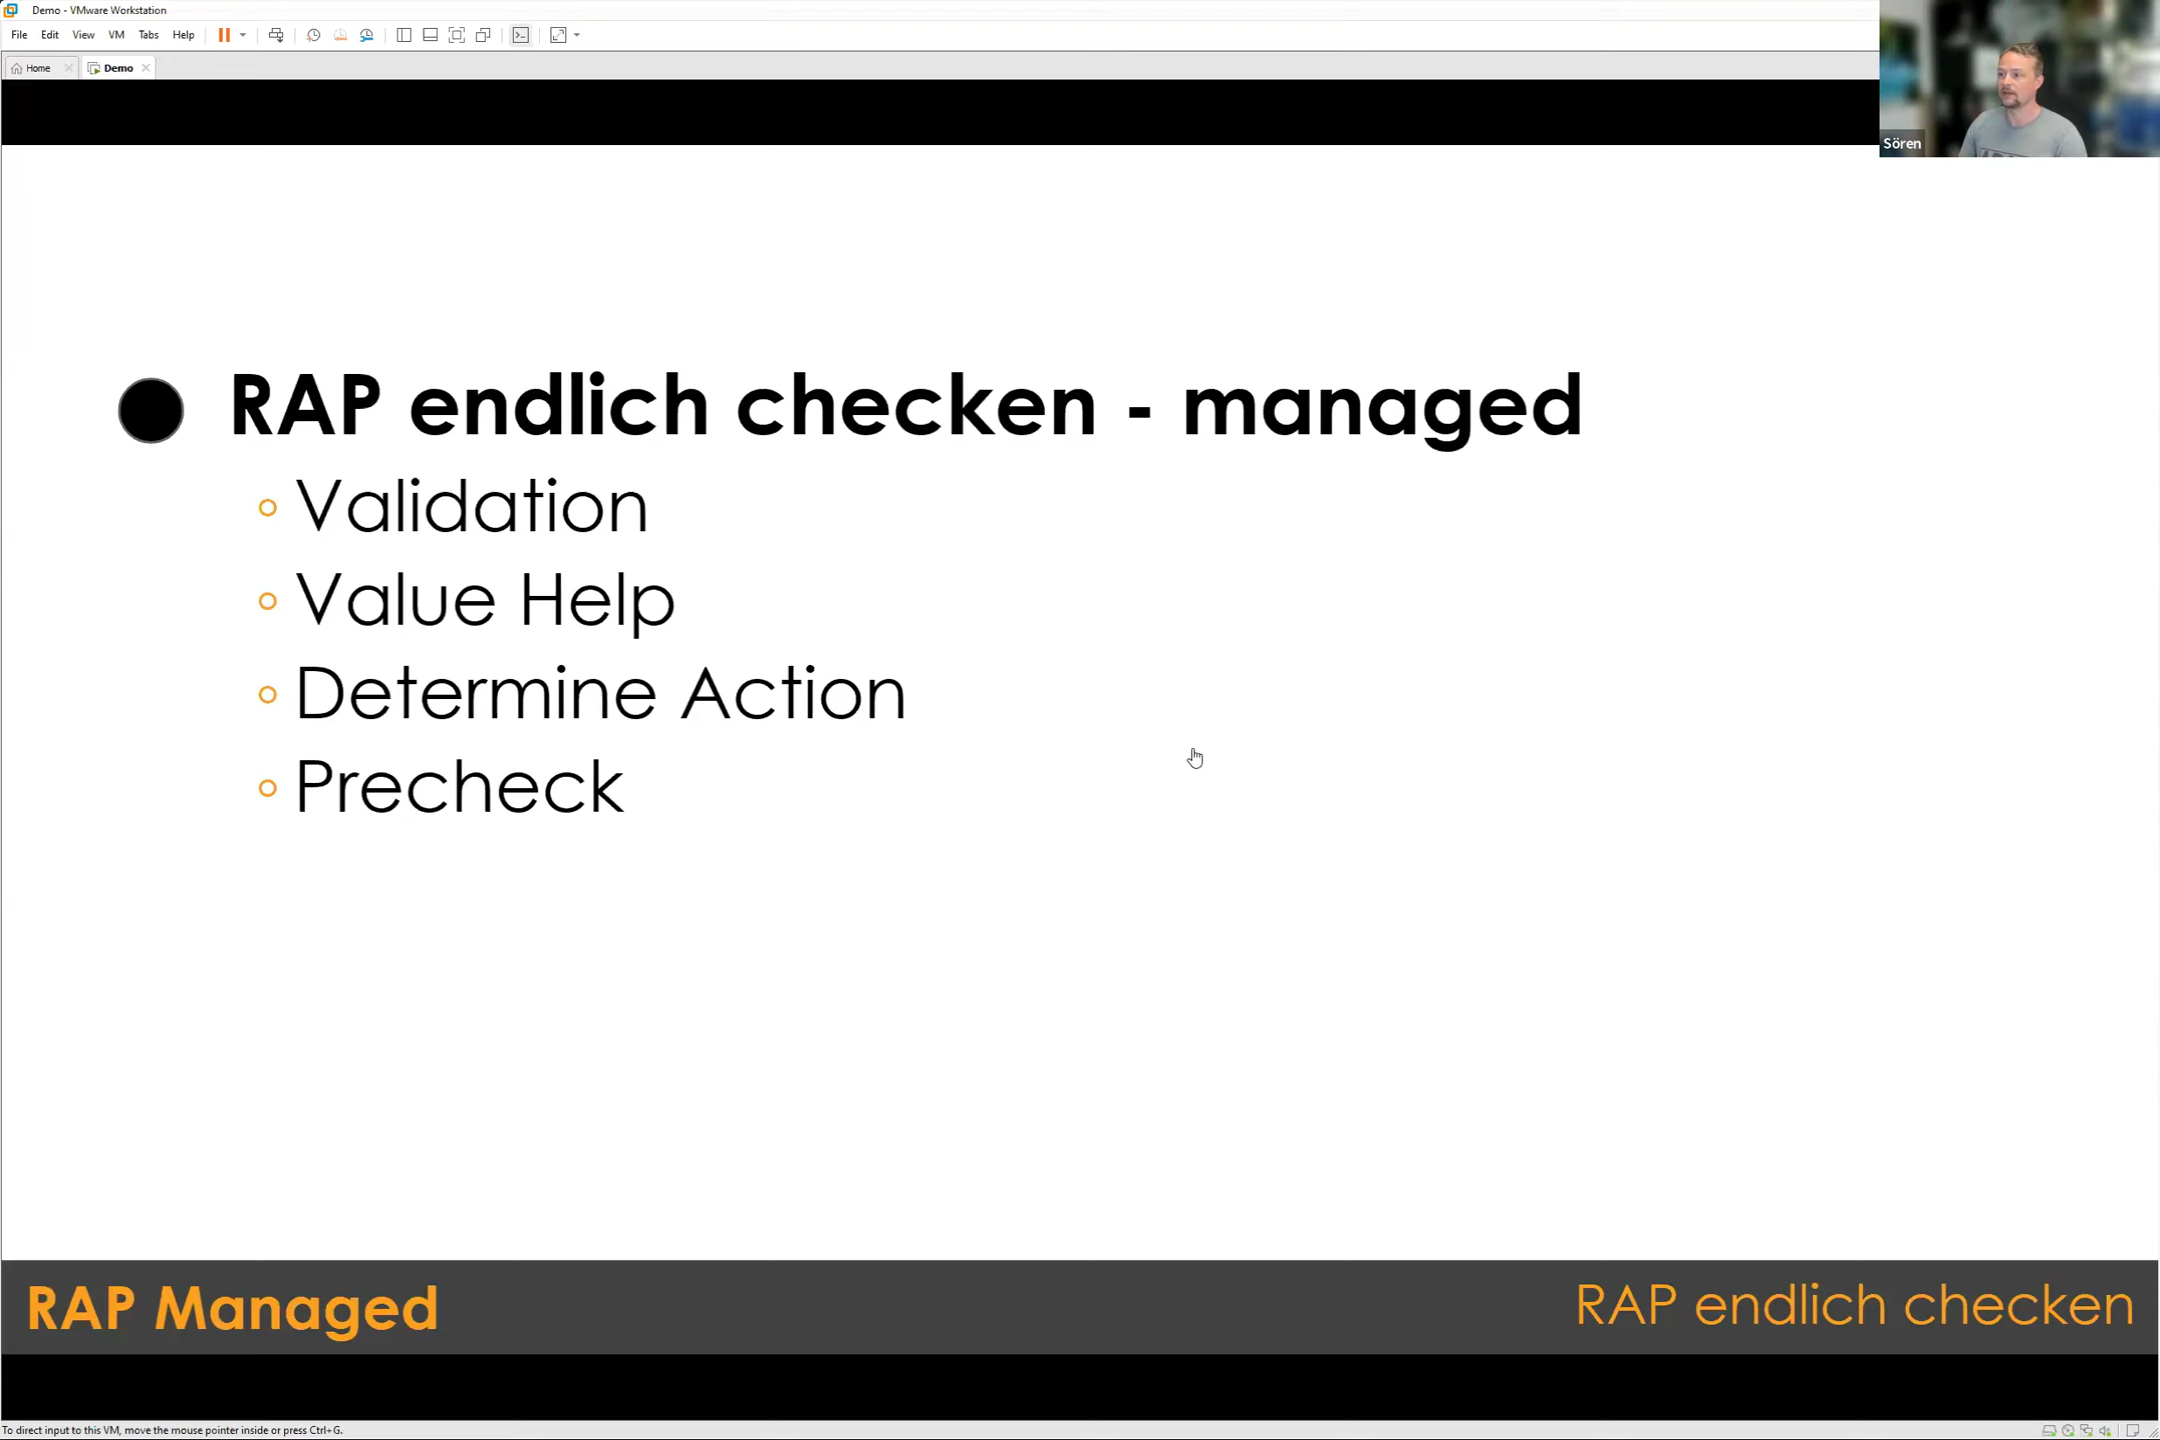 Demo - VMware Workstation
File Edit View VM Tabs Help
Home Demo
Sören
RAP endlich checken - managed
Validation
Value Help
Determine Action
Precheck
RAP Managed
RAP endlich checken
To direct input to this VM, move the mouse pointer inside or press Ctrl+G.